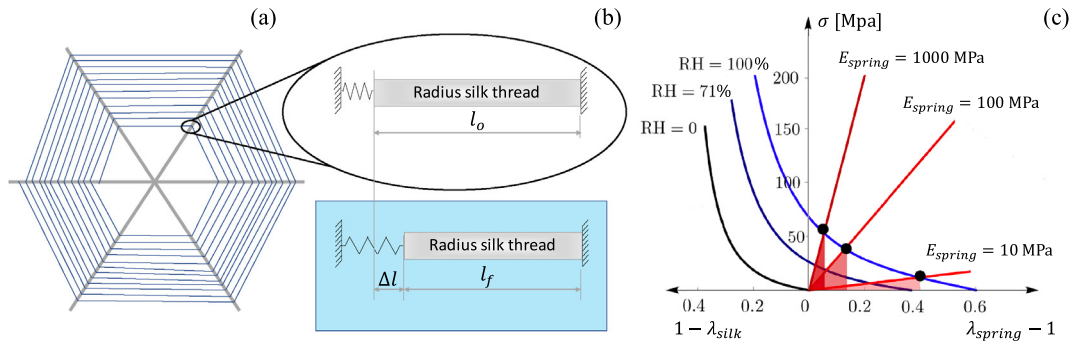 (a)
(b)
(c)
Radius silk thread
l_o
Radius silk thread
Δl
l_f
σ [Mpa]
RH = 100%
RH = 71%
RH = 0
E_spring = 1000 MPa
E_spring = 100 MPa
E_spring = 10 MPa
200
150
100
50
0.4
0.2
0
0.2
0.4
0.6
1 − λ_silk
λ_spring − 1